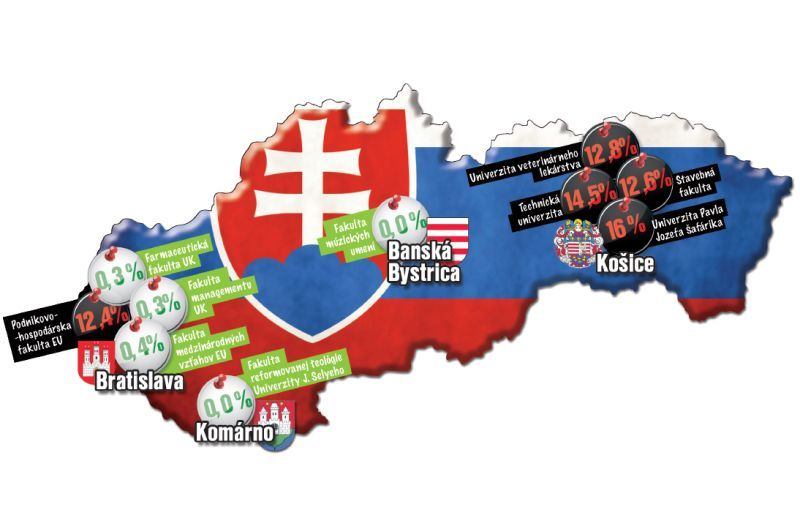 0,3%
Farmaceutická
fakulta UK
Podnikovo-
-hospodárska
fakulta EU
12,4%
0,3%
Fakulta
managementu
UK
0,4%
Fakulta
medzinárodných
vzťahov EU
Bratislava
0,0%
Fakulta
reformovanej teológie
Univerzity J. Selyeho
Komárno
Fakulta
múzických
umení
0,0%
Banská
Bystrica
Univerzita veterinárneho
lekárstva
12,8%
Technická
univerzita
14,5%
12,6%
Stavebná
fakulta
16%
Univerzita Pavla
Jozefa Šafárika
Košice